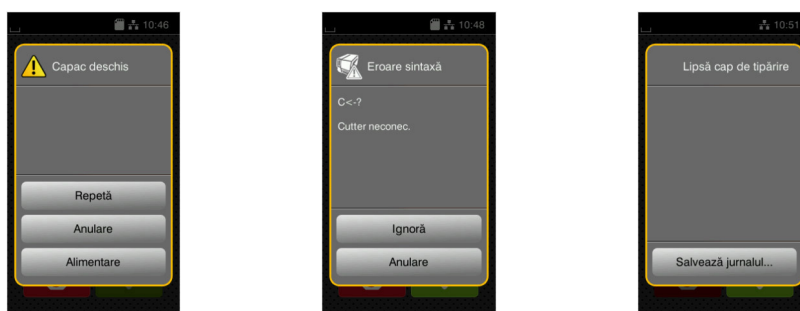 10:46
Capac deschis
Repetă
Anulare
Alimentare
10:48
Eroare sintaxă
C<-?
Cutter neconec.
Ignoră
Anulare
10:51
Lipsă cap de tipărire
Salvează jurnalul...